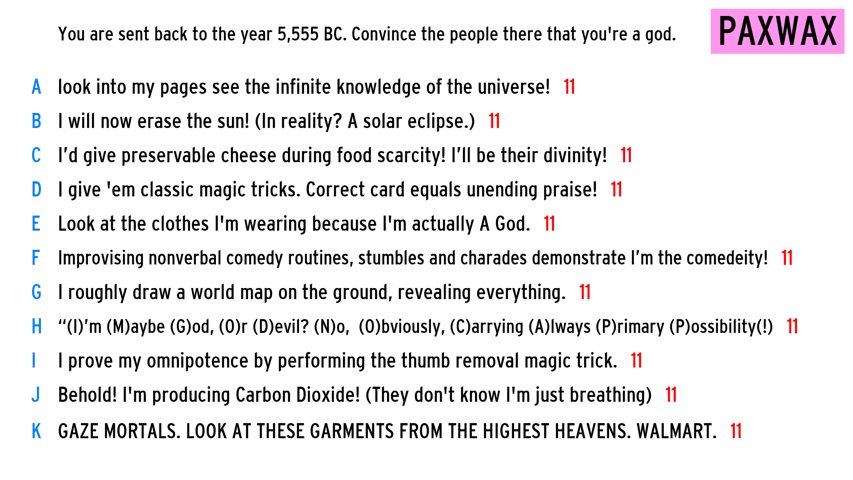 You are sent back to the year 5,555 BC. Convince the people there that you're a god. PAXWAX
A look into my pages see the infinite knowledge of the universe! 11
B I will now erase the sun! (In reality? A solar eclipse.) 11
C I’d give preservable cheese during food scarcity! I’ll be their divinity! 11
D I give 'em classic magic tricks. Correct card equals unending praise! 11
E Look at the clothes I'm wearing because I'm actually A God. 11
F Improvising nonverbal comedy routines, stumbles and charades demonstrate I’m the comedeity! 11
G I roughly draw a world map on the ground, revealing everything. 11
H “(I)’m (M)aybe (G)od, (O)r (D)evil? (N)o, (O)bviously, (C)arrying (A)lways (P)rimary (P)ossibility(!) 11
I I prove my omnipotence by performing the thumb removal magic trick. 11
J Behold! I'm producing Carbon Dioxide! (They don't know I'm just breathing) 11
K GAZE MORTALS. LOOK AT THESE GARMENTS FROM THE HIGHEST HEAVENS. WALMART. 11